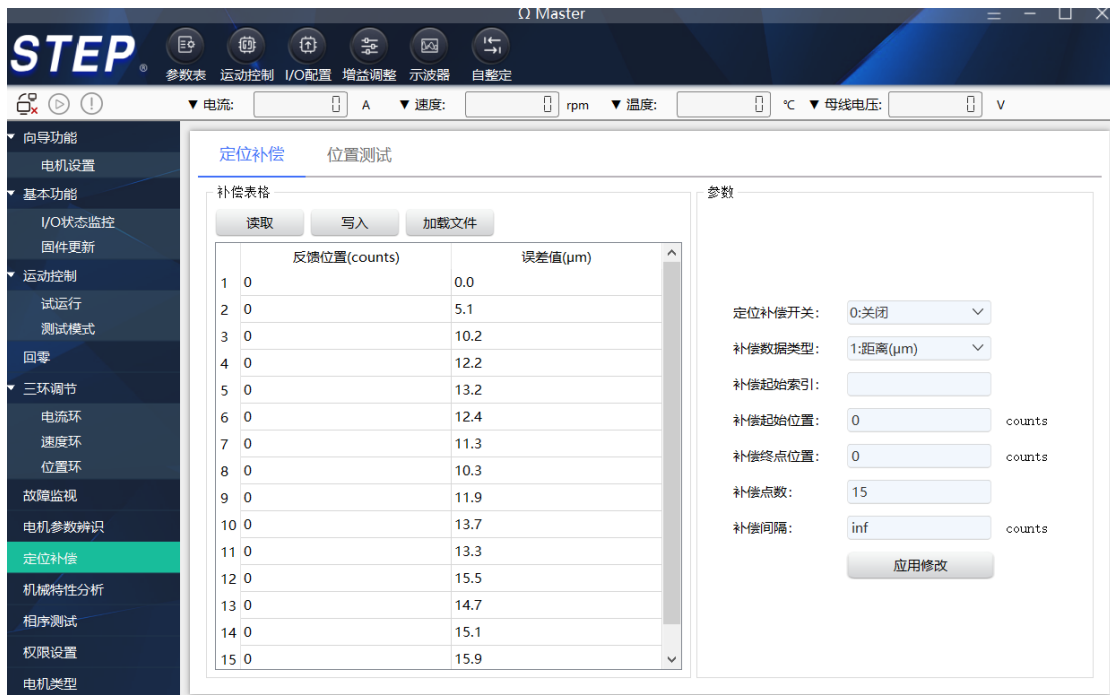 Ω Master
STEP®
参数表 运动控制 I/O配置 增益调整 示波器 自整定
▼ 电流: 0 A ▼ 速度: 0 rpm ▼ 温度: 0 ℃ ▼ 母线电压: 0 V
向导功能
电机设置
基本功能
I/O状态监控
固件更新
运动控制
试运行
测试模式
回零
三环调节
电流环
速度环
位置环
故障监视
电机参数辨识
定位补偿
机械特性分析
相序测试
权限设置
电机类型
定位补偿 位置测试
补偿表格
读取 写入 加载文件
反馈位置(counts) 误差值(μm)
1 0 0.0
2 0 5.1
3 0 10.2
4 0 12.2
5 0 13.2
6 0 12.4
7 0 11.3
8 0 10.3
9 0 11.9
10 0 13.7
11 0 13.3
12 0 15.5
13 0 14.7
14 0 15.1
15 0 15.9
参数
定位补偿开关: 0:关闭
补偿数据类型: 1:距离(μm)
补偿起始索引:
补偿起始位置: 0 counts
补偿终点位置: 0 counts
补偿点数: 15
补偿间隔: inf counts
应用修改